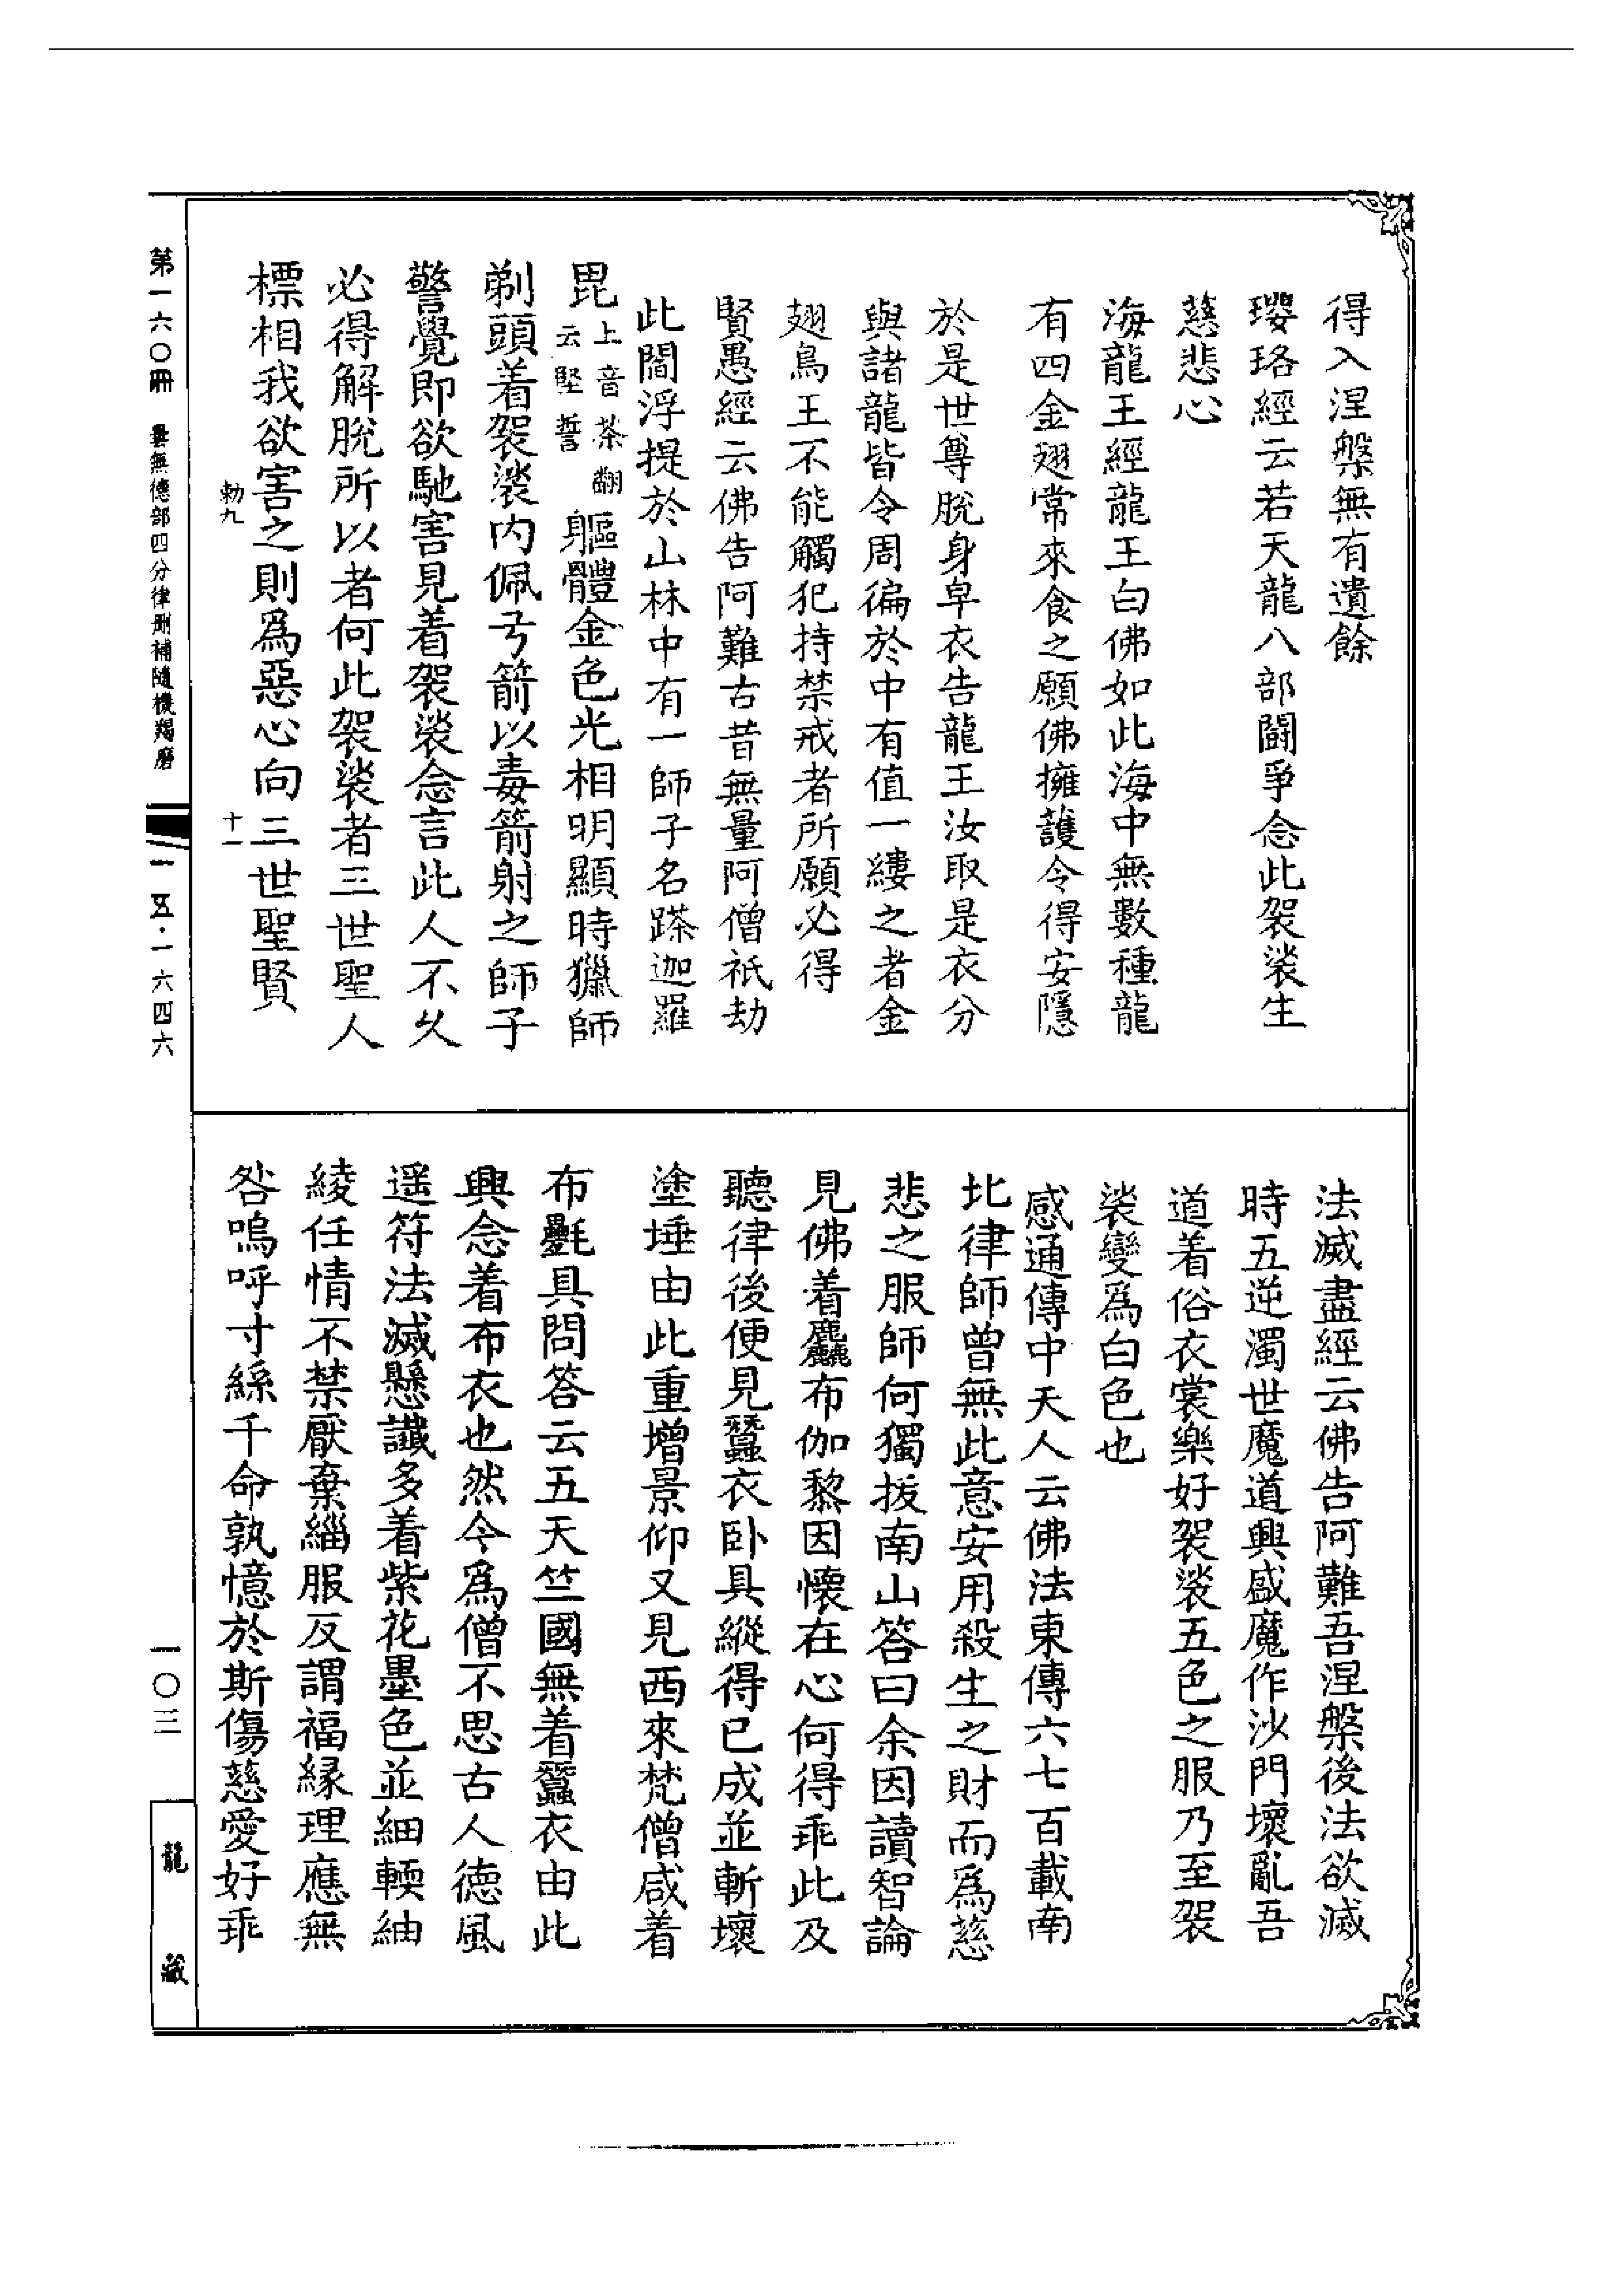 得入涅槃無有遺餘
瓔珞經云若天龍八部鬭爭念此袈裟生
慈悲心
海龍王經龍王白佛如此海中無數種龍
有四金翅常來食之願佛擁護令得安隱
於是世尊脫身皁衣告龍王汝取是衣分
與諸龍皆令周徧於中有值一縷之者金
翅鳥王不能觸犯持禁戒者所願必得
賢愚經云佛告阿難古昔無量阿僧祇劫
此閻浮提於山林中有一師子名蹂迦羅
毘上音茶翻云堅誓軀體金色光相明顯時獵師
剃頭着袈裟內佩弓箭以毒箭射之師子
警覺即欲馳害見着袈裟念言此人不久
必得解脫所以者何此袈裟者三世聖人
標相我欲害之則為惡心向三世聖賢
勅九
十一
第一六〇冊 曇無德部四分律刪補隨機羯磨
一五·一六四六
法滅盡經云佛告阿難吾涅槃後法欲滅
時五逆濁世魔道興盛魔作沙門壞亂吾
道着俗衣裳樂好袈裟五色之服乃至袈
裟變為白色也
感通傳中天人云佛法東傳六七百載南
北律師曾無此意安用殺生之財而為慈
悲之服師何獨拔南山答曰余因讀智論
見佛着麤布伽黎因懷在心何得乖此及
聽律後便見蠶衣臥具縱得已成並斬壞
塗埵由此重增景仰又見西來梵僧咸着
布㲲具問答云五天竺國無着蠶衣由此
興念着布衣也然今為僧不思古人德風
遥符法滅懸讖多着紫花墨色並細輭紬
綾任情不禁厭棄緇服反謂福緣理應無
咎嗚呼寸絲千命孰憶於斯傷慈愛好乖
一〇三
龍藏